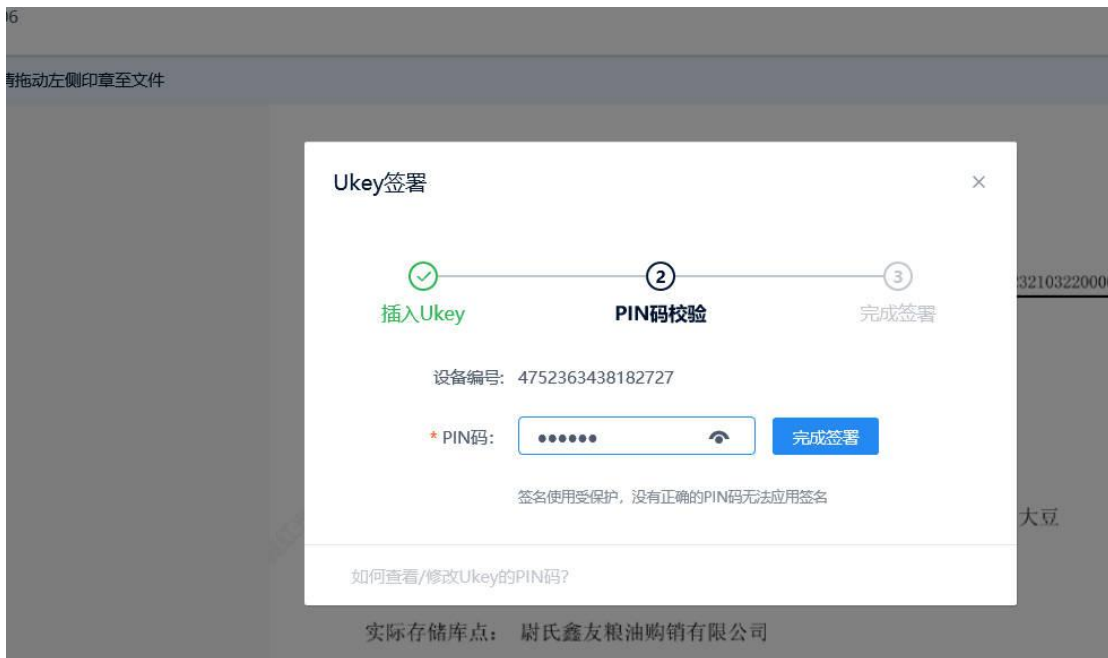 06
请拖动左侧印章至文件
Ukey签署
2 3
插入Ukey PIN码校验 完成签署
32103220000
设备编号: 4752363438182727
* PIN码: 完成签署
签名使用受保护，没有正确的PIN码无法应用签名
大豆
如何查看/修改Ukey的PIN码?
实际存储库点： 尉氏鑫友粮油购销有限公司